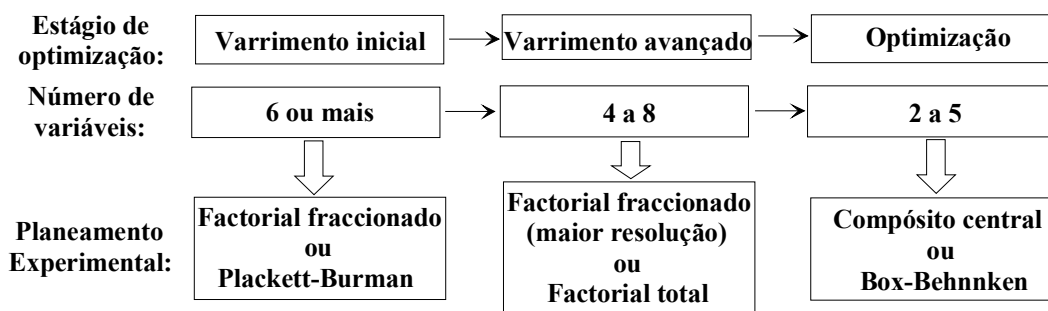 Estágio de
optimização:
Varrimento inicial
Varrimento avançado
Optimização
Número de
variáveis:
6 ou mais
4 a 8
2 a 5
Planeamento
Experimental:
Factorial fraccionado
ou
Plackett-Burman
Factorial fraccionado
(maior resolução)
ou
Factorial total
Compósito central
ou
Box-Behnnken